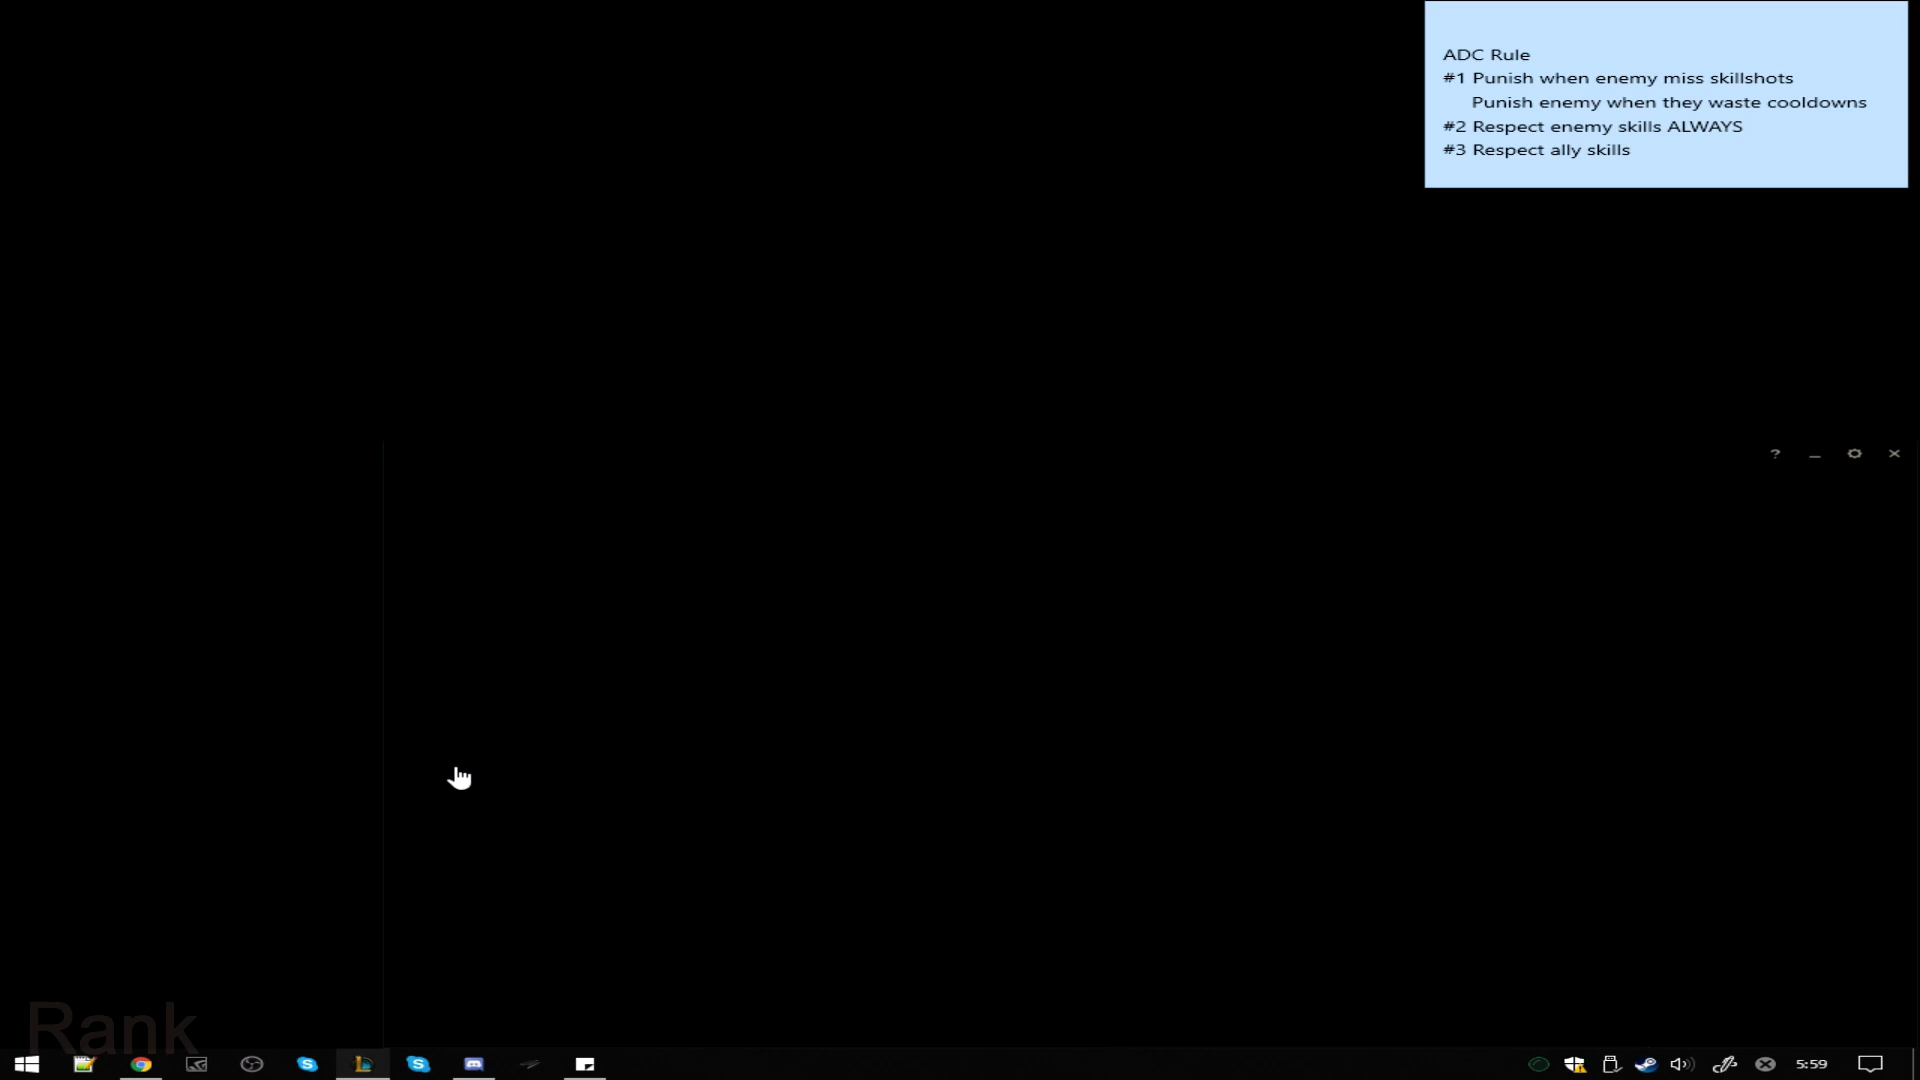 ADC Rule
#1 Punish when enemy miss skillshots
Punish enemy when they waste cooldowns
#2 Respect enemy skills ALWAYS
#3 Respect ally skills
?
Rank
5:59